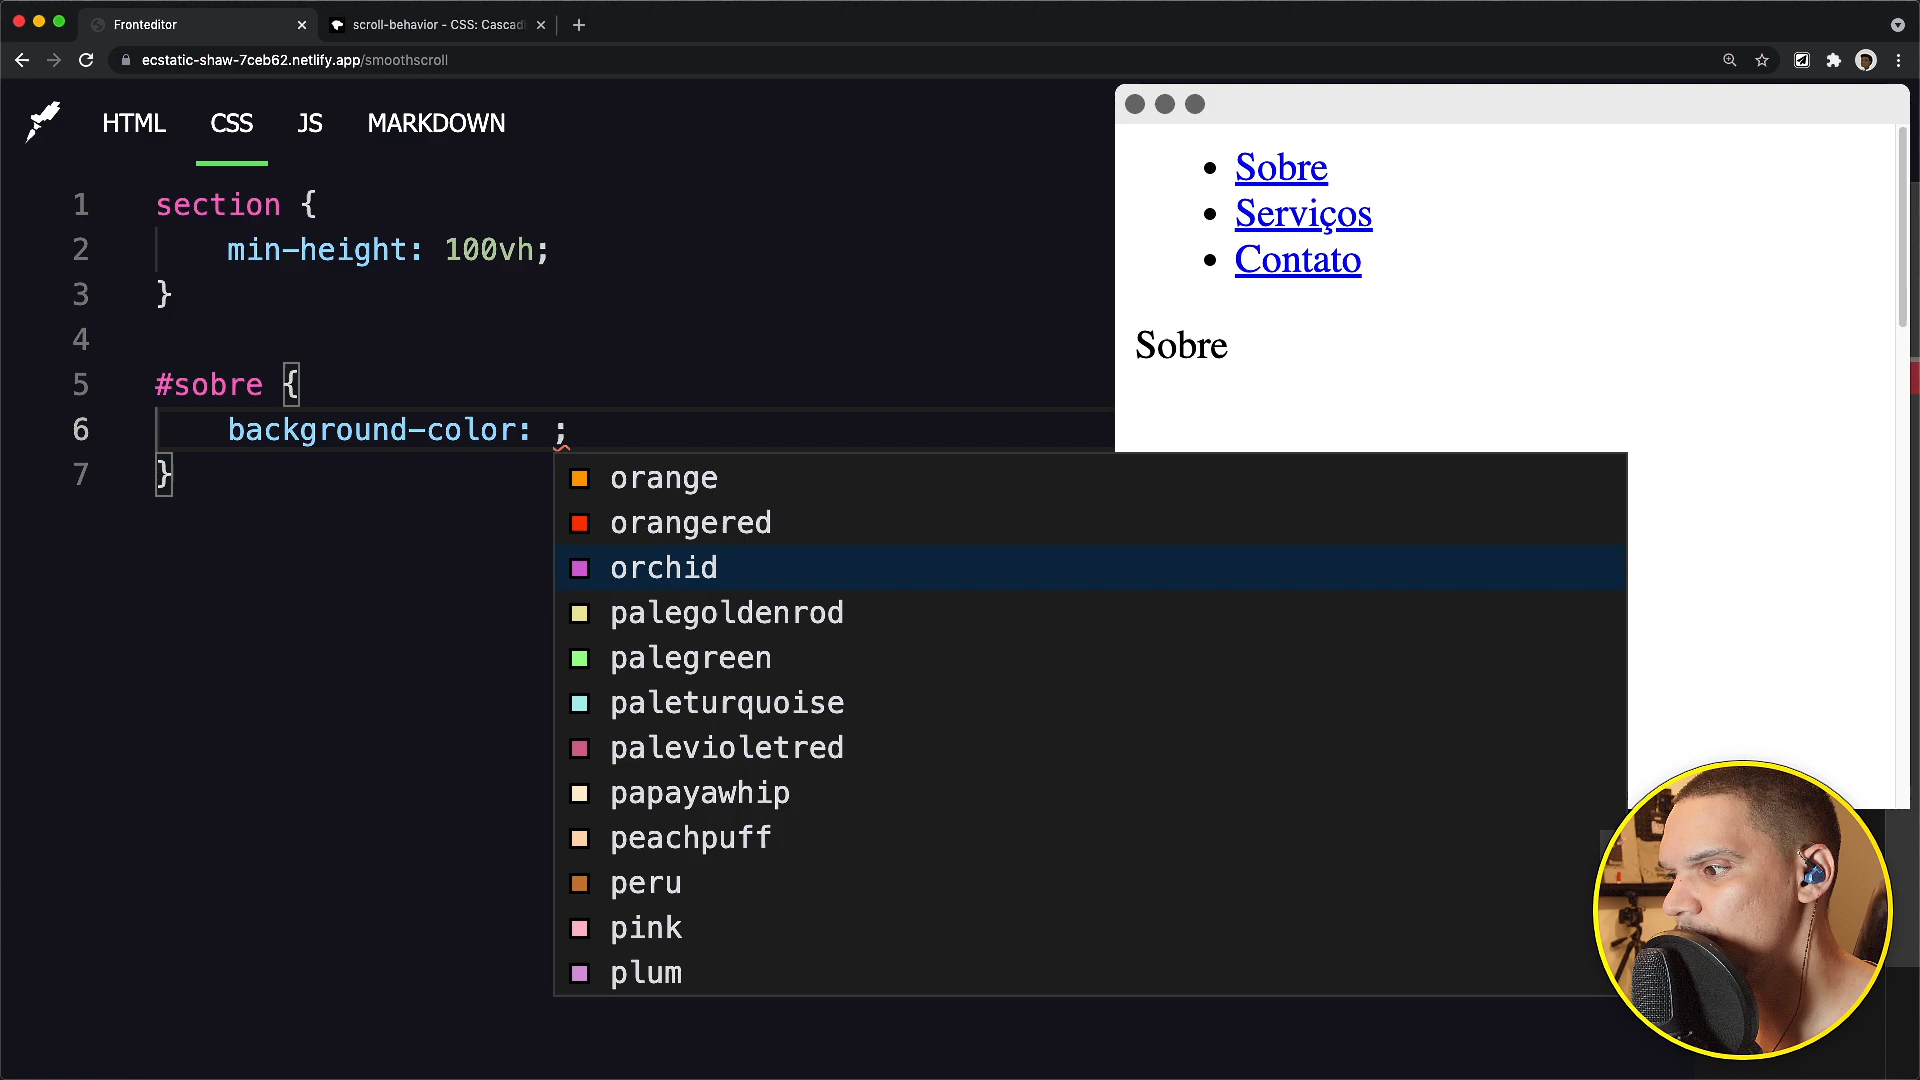 Fronteditor
scroll-behavior - CSS: Cascadi
ecstatic-shaw-7ceb62.netlify.app/smoothscroll
HTML
CSS
JS
MARKDOWN
1 section {
2 min-height: 100vh;
3 }
4
5 #sobre {
6 background-color: ;
7 }
orange
orangered
orchid
palegoldenrod
palegreen
paleturquoise
palevioletred
papayawhip
peachpuff
peru
pink
plum
• Sobre
• Serviços
• Contato
Sobre